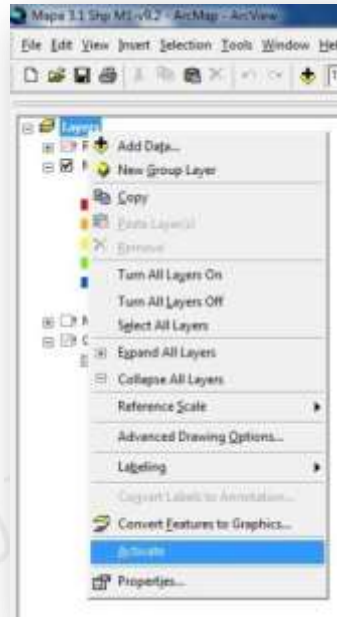 Mapa 3.1 Shp M1-v9.2 - ArcMap - ArcView
File Edit View Insert Selection Tools Window Hel
Layers
Add Data...
New Group Layer
Copy
Paste Layer(s)
Remove
Turn All Layers On
Turn All Layers Off
Select All Layers
Expand All Layers
Collapse All Layers
Reference Scale
Advanced Drawing Options...
Labeling
Convert Labels to Annotation...
Convert Features to Graphics...
Activate
Properties...